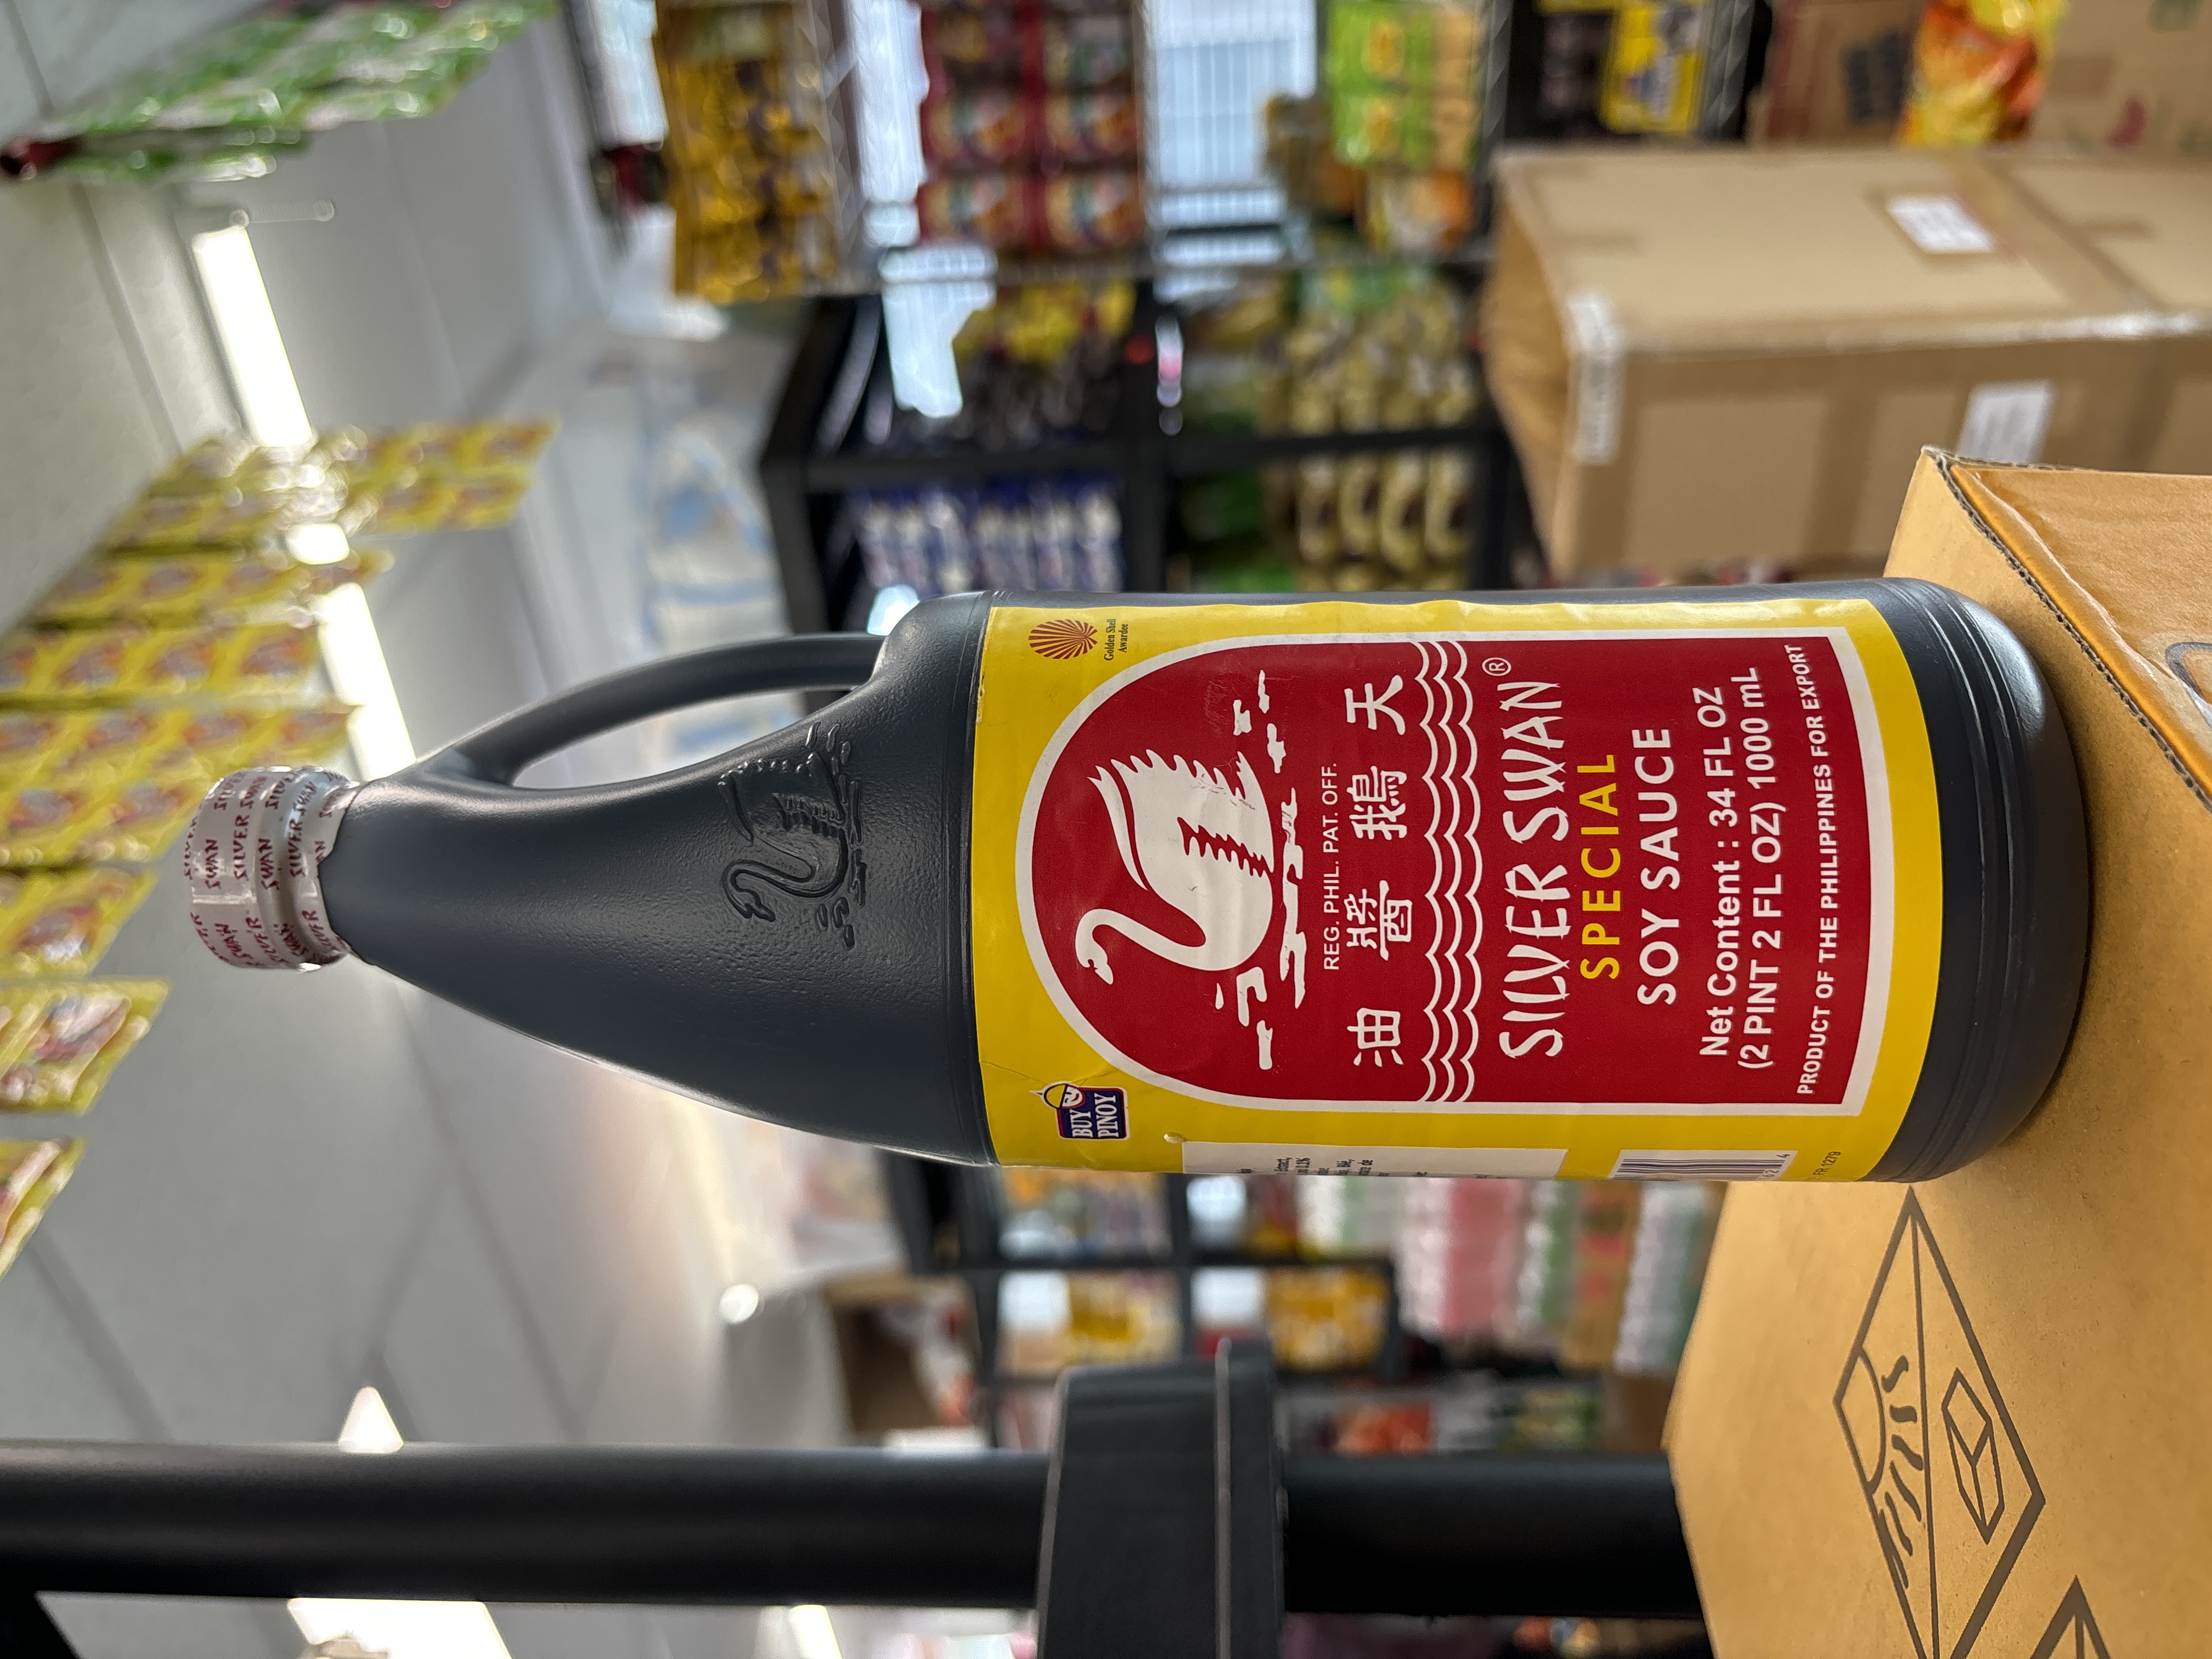 SILVER SWAN
BUY
PINOY
Golden Shell
Awardee
REG. PHIL. PAT. OFF.
油 醬 鵝 天
SILVER SWAN®
SPECIAL
SOY SAUCE
Net Content : 34 FL OZ
(2 PINT 2 FL OZ) 1000 mL
PRODUCT OF THE PHILIPPINES FOR EXPORT
FR 1279